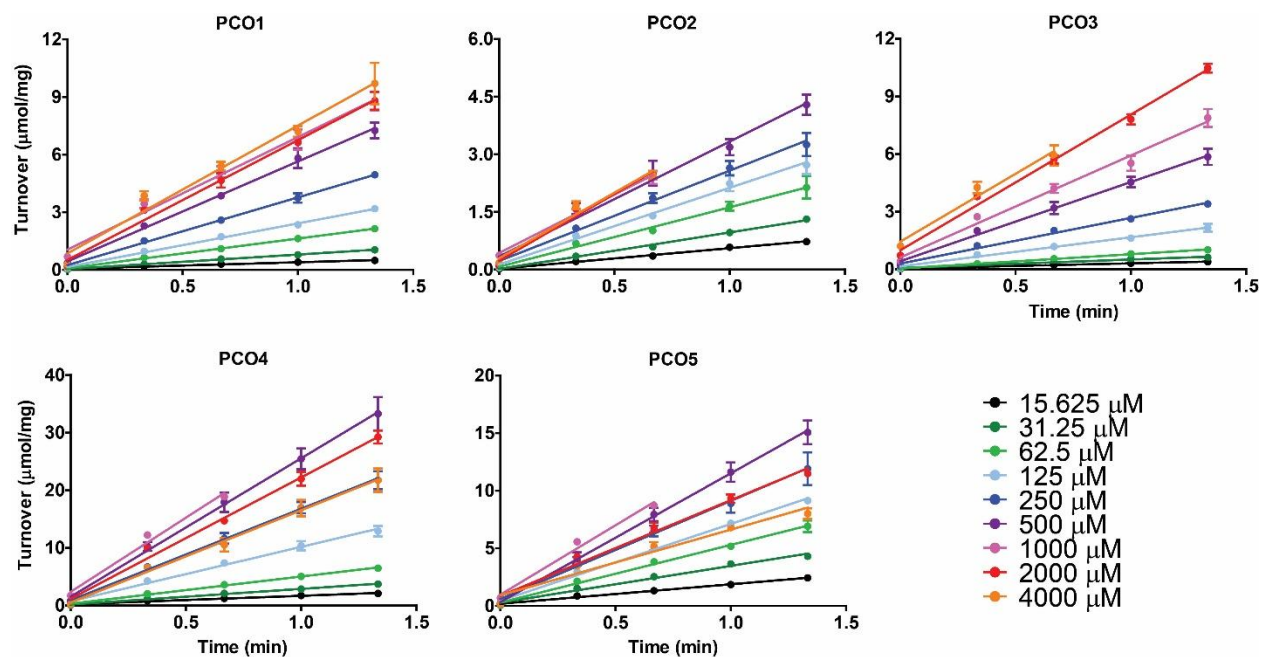 PCO1
PCO2
PCO3
Turnover (μmol/mg)
12
9
6
3
0
0.0
0.5
1.0
1.5
6.0
4.5
3.0
1.5
0.0
0.0
0.5
1.0
1.5
12
9
6
3
0
0.0
0.5
1.0
1.5
Time (min)
PCO4
PCO5
Turnover (μmol/mg)
40
30
20
10
0
0.0
0.5
1.0
1.5
Time (min)
20
15
10
5
0
0.0
0.5
1.0
1.5
Time (min)
15.625 μM
31.25 μM
62.5 μM
125 μM
250 μM
500 μM
1000 μM
2000 μM
4000 μM